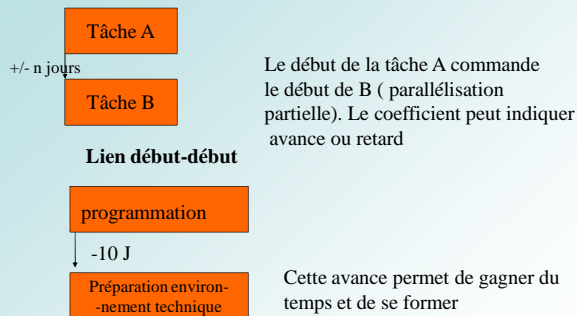 Tâche A
+/- n jours
Tâche B
Le début de la tâche A commande
le début de B ( parallélisation
partielle). Le coefficient peut indiquer
avance ou retard
Lien début-début
programmation
-10 J
Préparation environ-
-nement technique
Cette avance permet de gagner du
temps et de se former